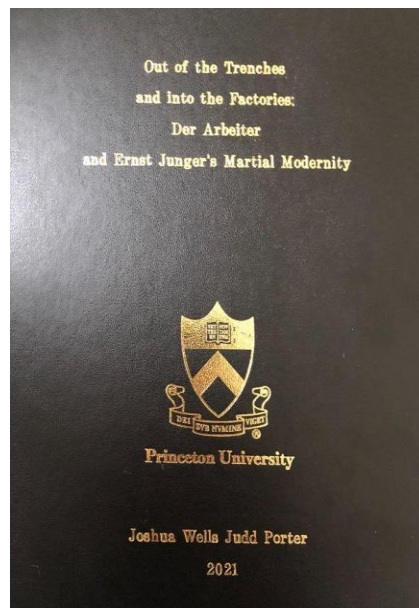 Out of the Trenches
and into the Factories:
Der Arbeiter
and Ernst Junger's Martial Modernity
DEI SVB NVMINE VIGET
®
Princeton University
Joshua Wells Judd Porter
2021